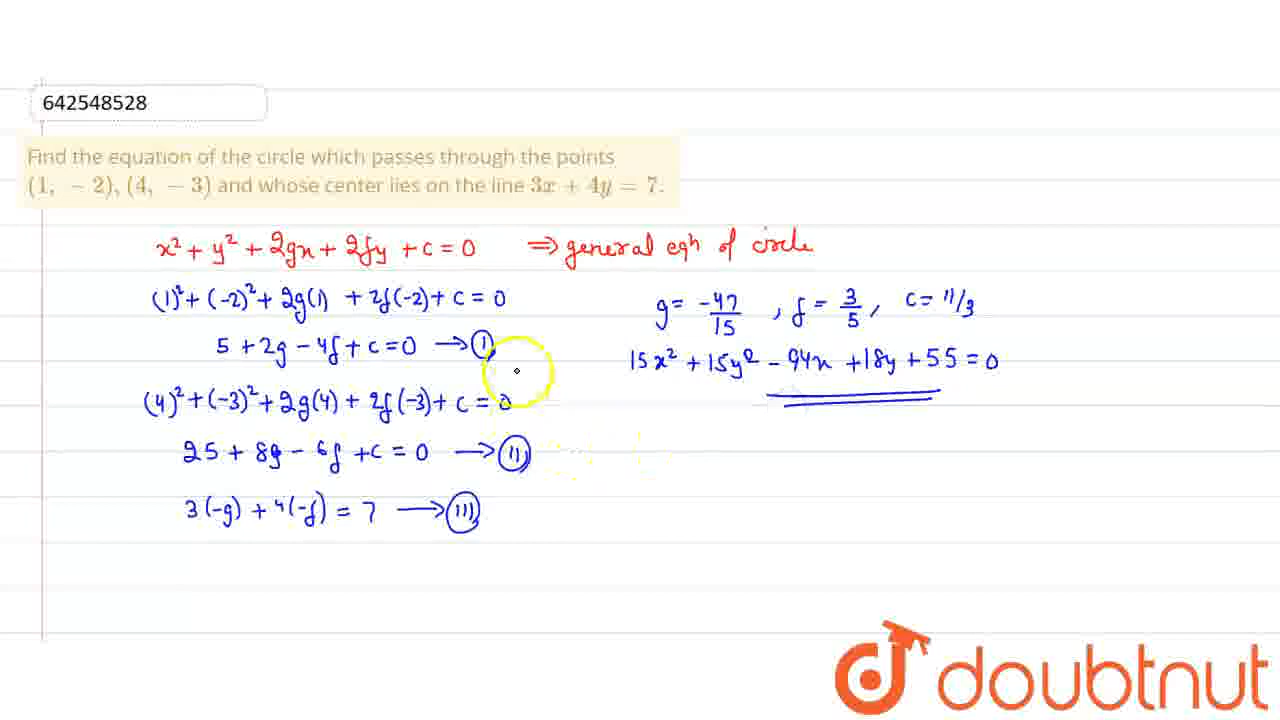 642548528
Find the equation of the circle which passes through the points
(1, −2), (4, −3) and whose center lies on the line 3x + 4y = 7.
x² + y² + 2gx + 2fy + c = 0 ⇒ general eqn of circle
(1)² + (-2)² + 2g(1) + 2f(-2) + c = 0
5 + 2g - 4f + c = 0 → (I)
(4)² + (-3)² + 2g(4) + 2f(-3) + c = 0
25 + 8g - 6f + c = 0 → (II)
3(-g) + 4(-f) = 7 → (III)
g = -47/15 , f = 3/5 , c = 11/3
15x² + 15y² - 94x + 18y + 55 = 0
doubtnut